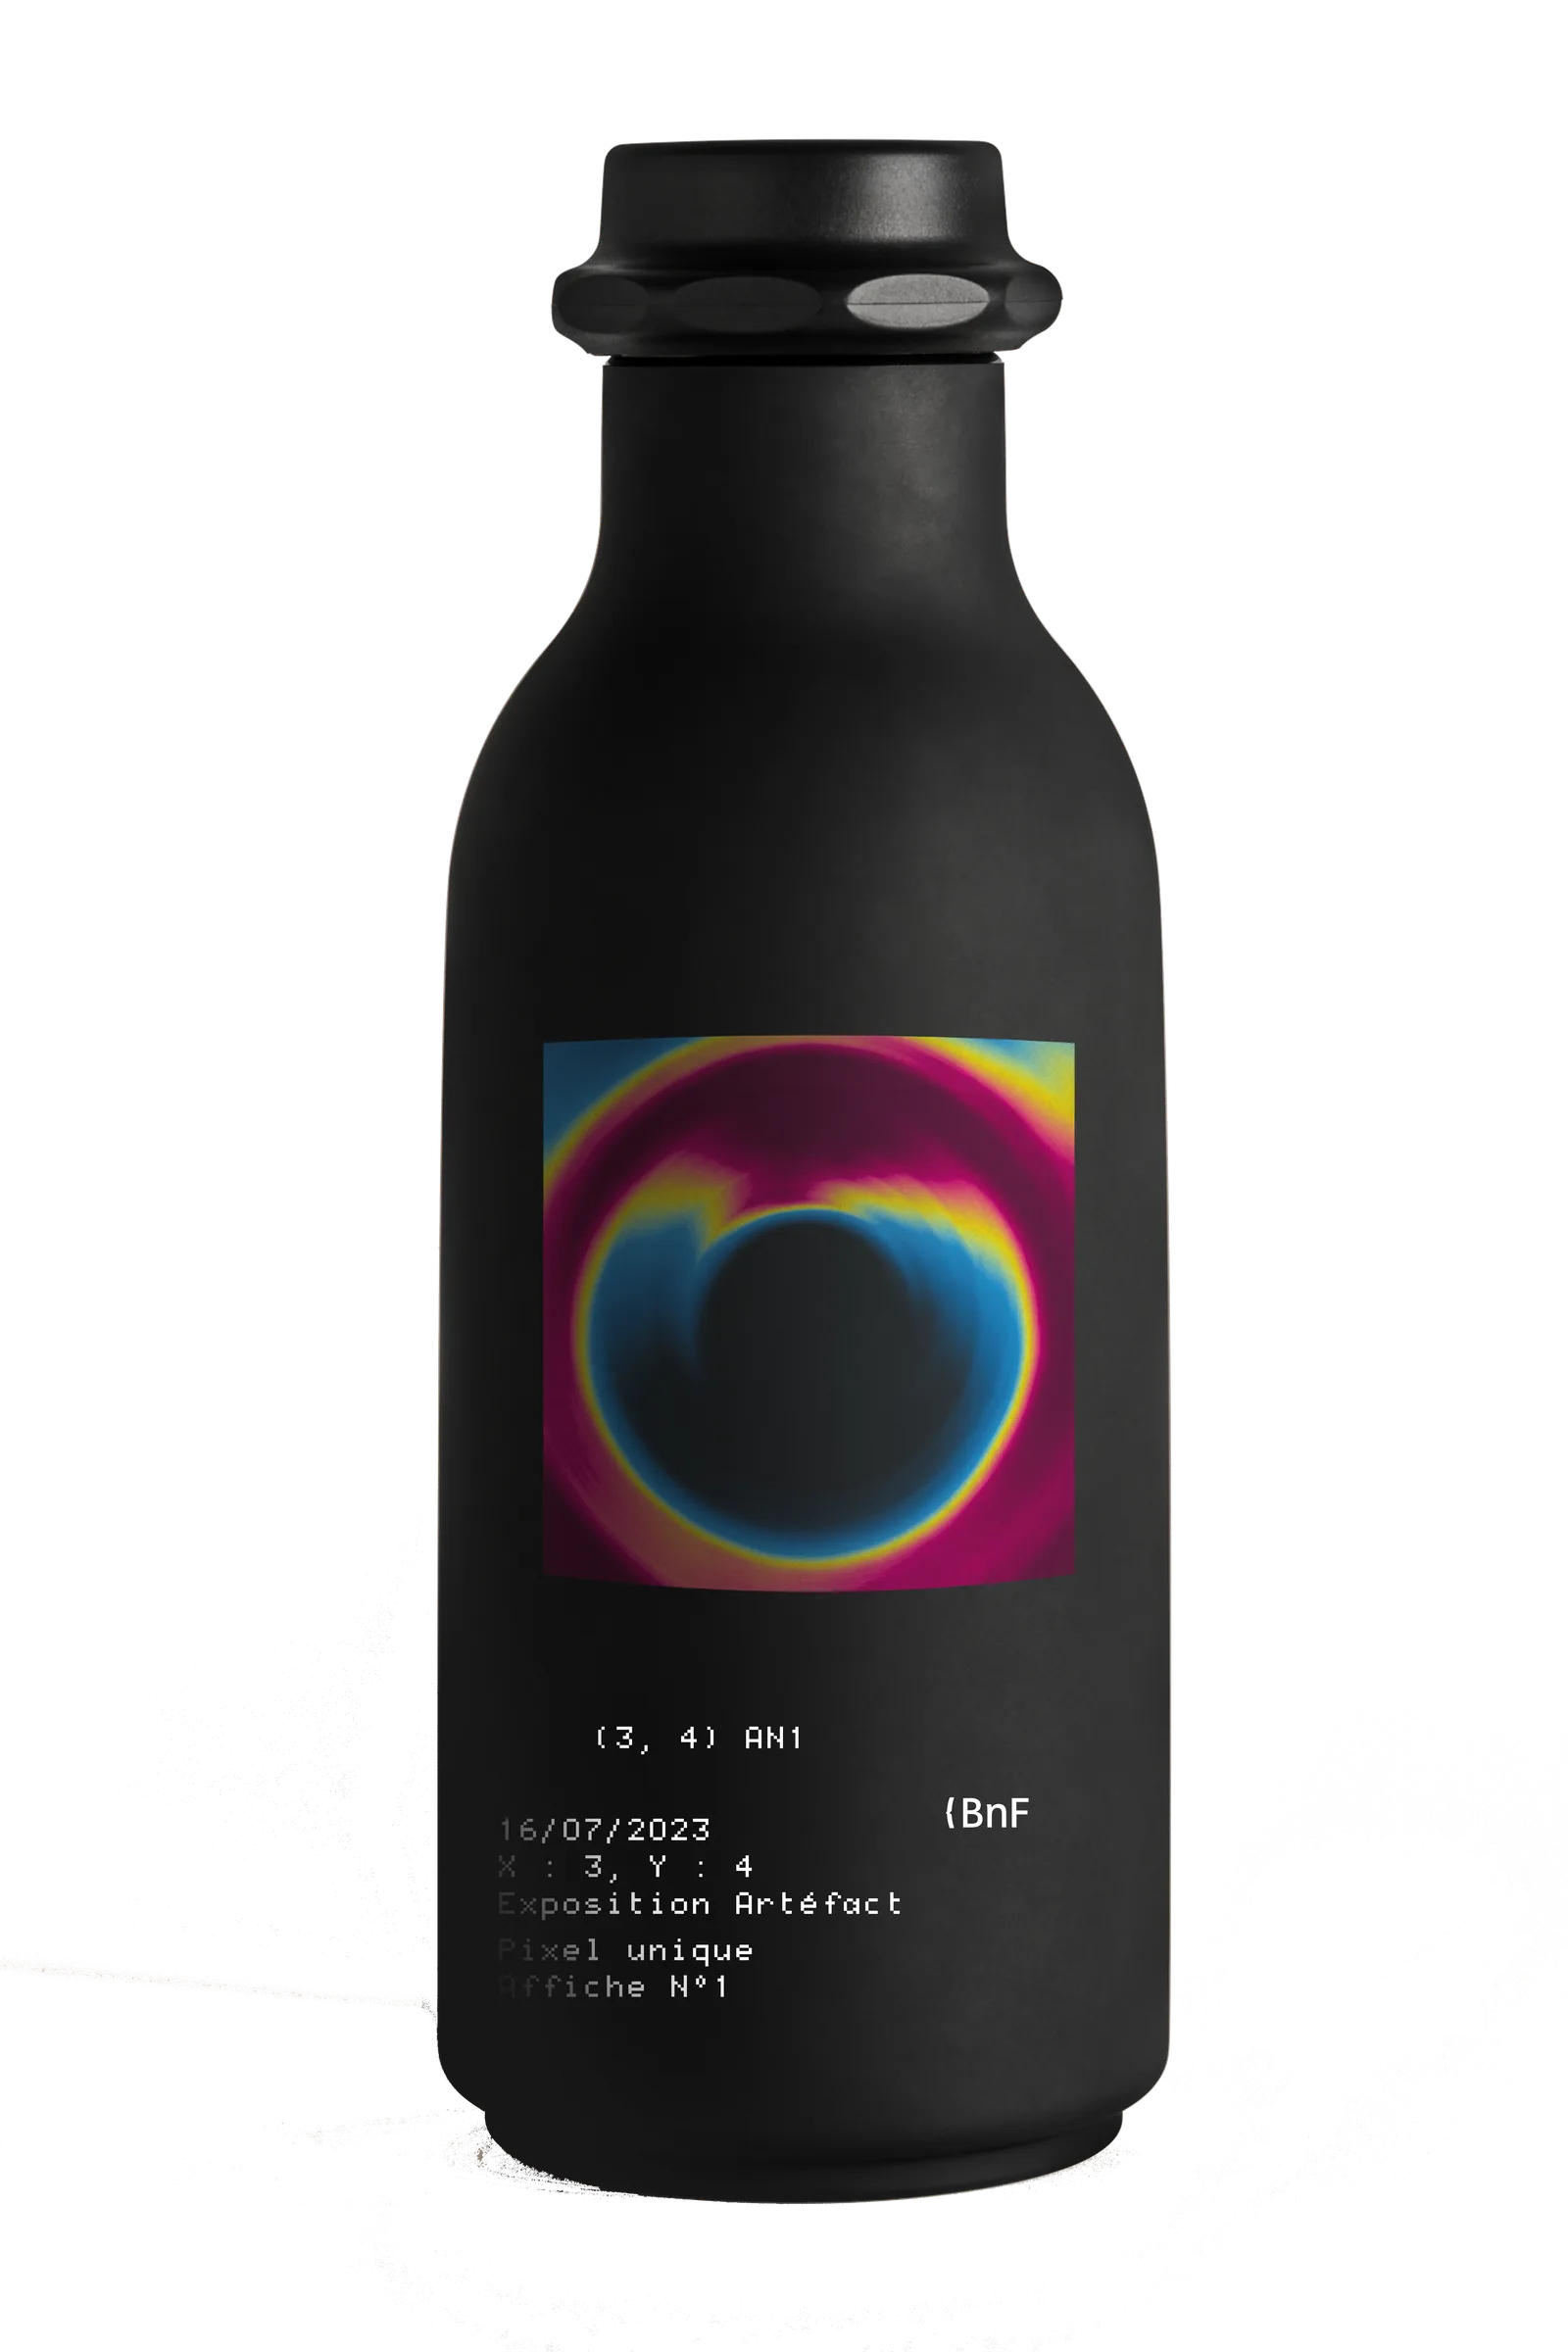 (3, 4) AN1
{BnF
16/07/2023
X : 3, Y : 4
Exposition Artéfact
Pixel unique
Affiche N°1